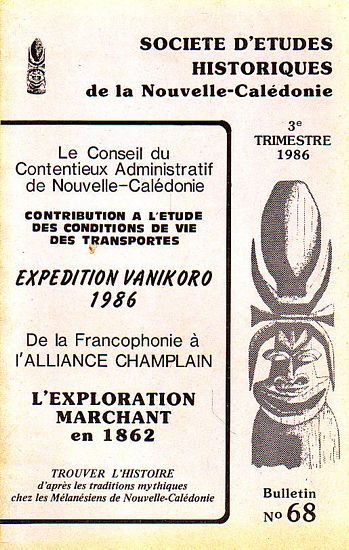 SOCIETE D'ETUDES
HISTORIQUES
de la Nouvelle-Calédonie
3e
TRIMESTRE
1986
Le Conseil du
Contentieux Administratif
de Nouvelle-Calédonie
CONTRIBUTION A L'ETUDE
DES CONDITIONS DE VIE
DES TRANSPORTES
EXPEDITION VANIKORO
1986
De la Francophonie à
l'ALLIANCE CHAMPLAIN
L'EXPLORATION
MARCHANT
en 1862
TROUVER L'HISTOIRE
d'après les traditions mythiques
chez les Mélanésiens de Nouvelle-Calédonie
Bulletin
No 68